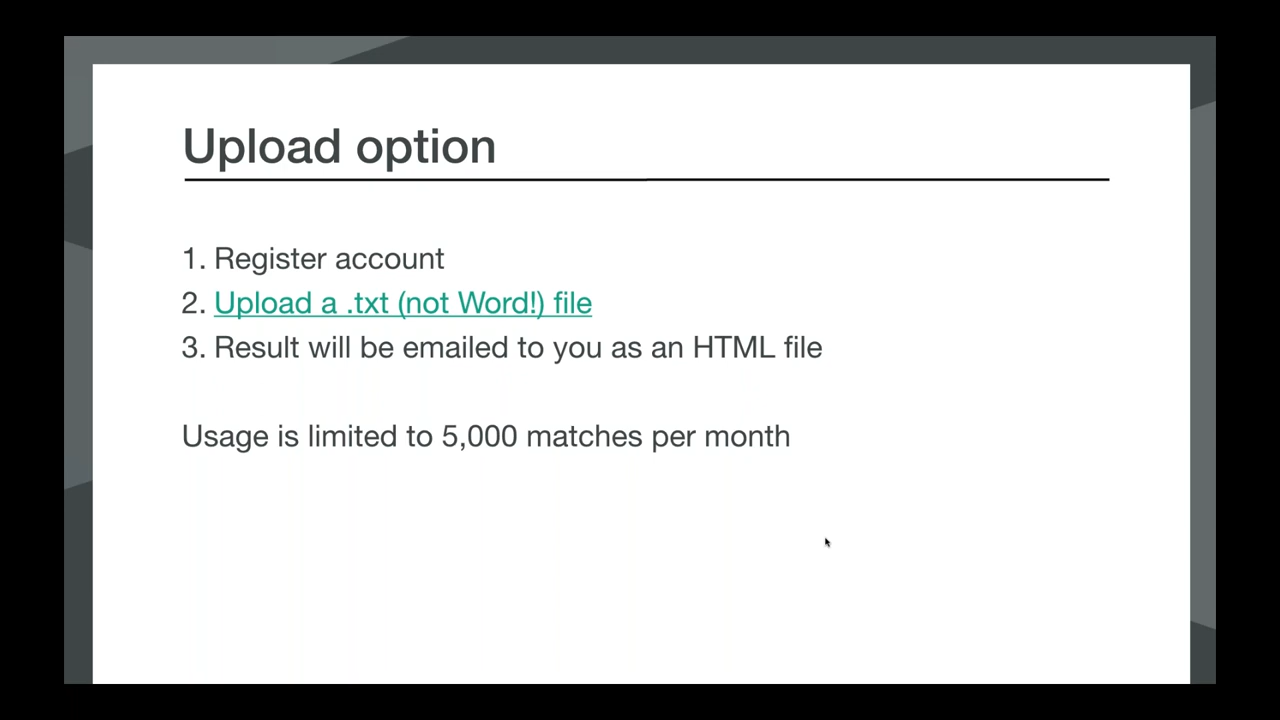 Upload option
1. Register account
2. Upload a .txt (not Word!) file
3. Result will be emailed to you as an HTML file
Usage is limited to 5,000 matches per month